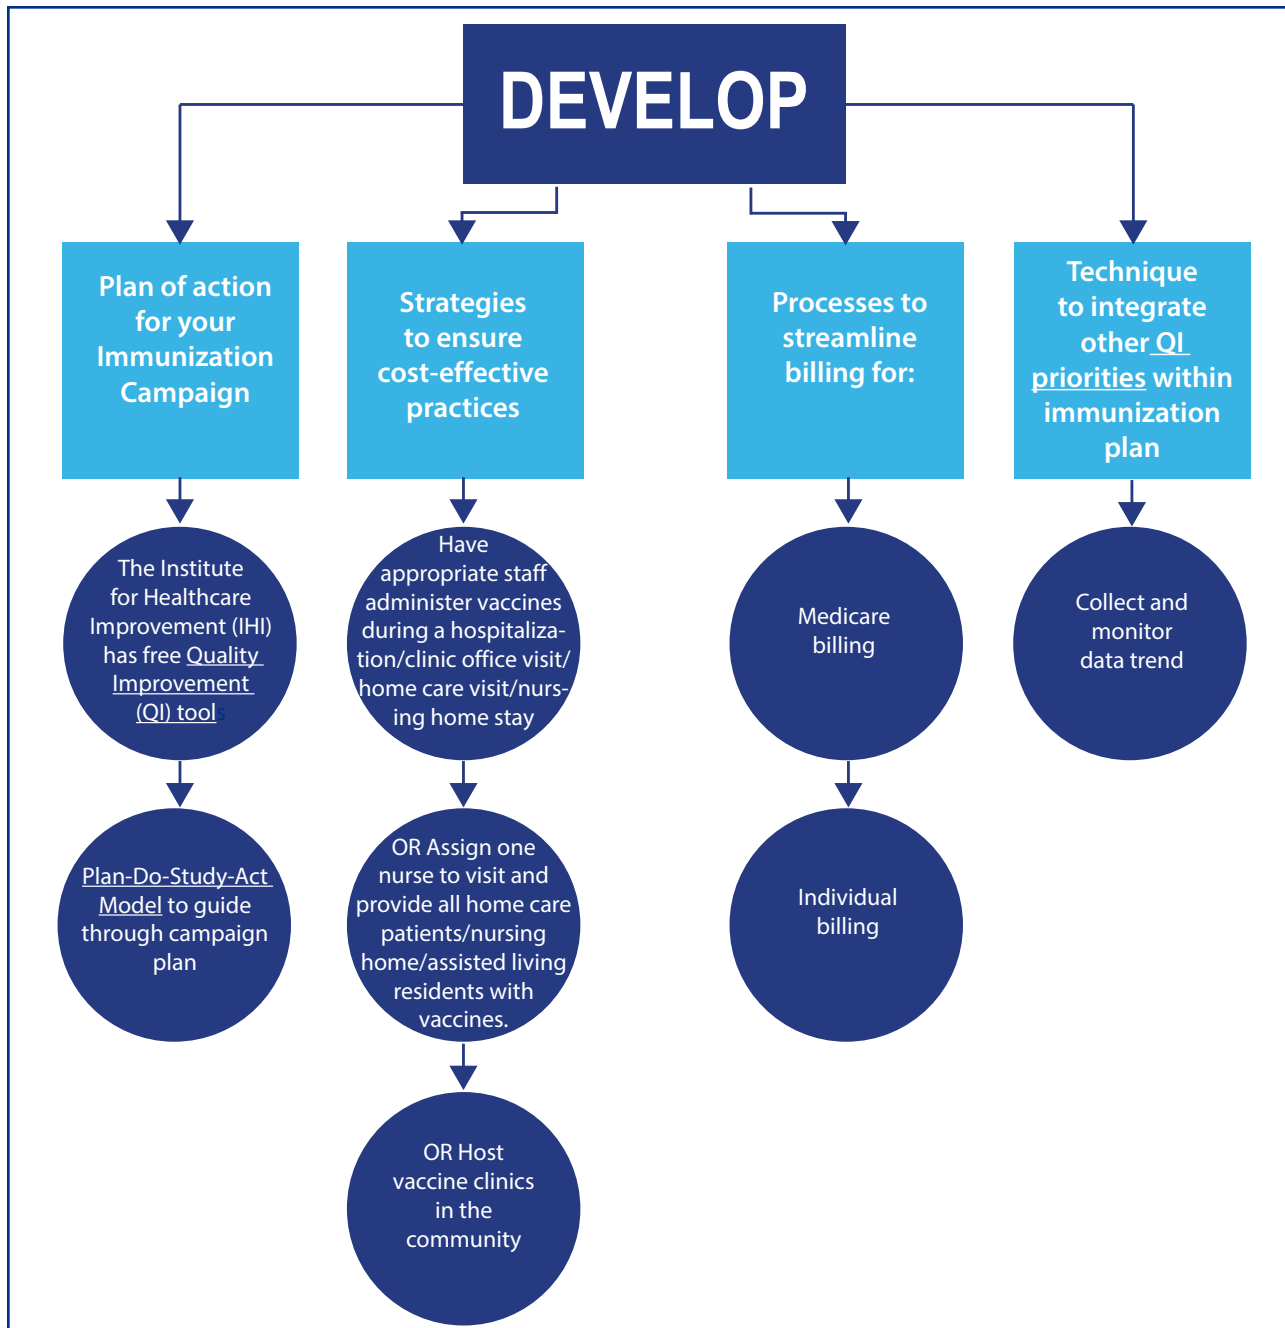 DEVELOP
Plan of action
for your
Immunization
Campaign
Strategies
to ensure
cost-effective
practices
Processes to
streamline
billing for:
Technique
to integrate
other QI
priorities within
immunization
plan
The Institute
for Healthcare
Improvement (IHI)
has free Quality
Improvement
(QI) tools
Have
appropriate staff
administer vaccines
during a hospitaliza-
tion/clinic office visit/
home care visit/nurs-
ing home stay
Medicare
billing
Collect and
monitor
data trend
Plan-Do-Study-Act
Model to guide
through campaign
plan
OR Assign one
nurse to visit and
provide all home care
patients/nursing
home/assisted living
residents with
vaccines.
Individual
billing
OR Host
vaccine clinics
in the
community